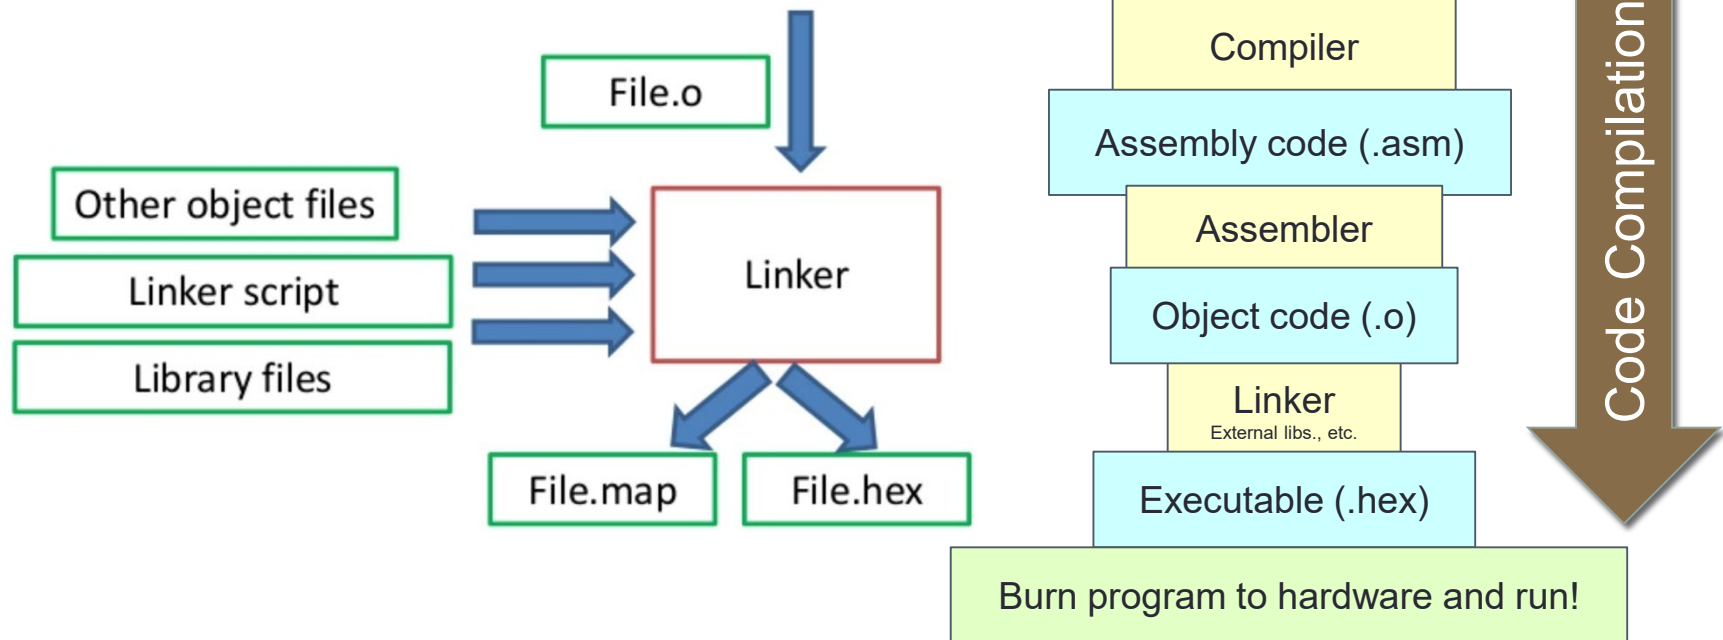 File.o
Other object files
Linker script
Library files
Linker
File.map
File.hex
Compiler
Assembly code (.asm)
Assembler
Object code (.o)
Linker
External libs., etc.
Executable (.hex)
Burn program to hardware and run!
Code Compilation